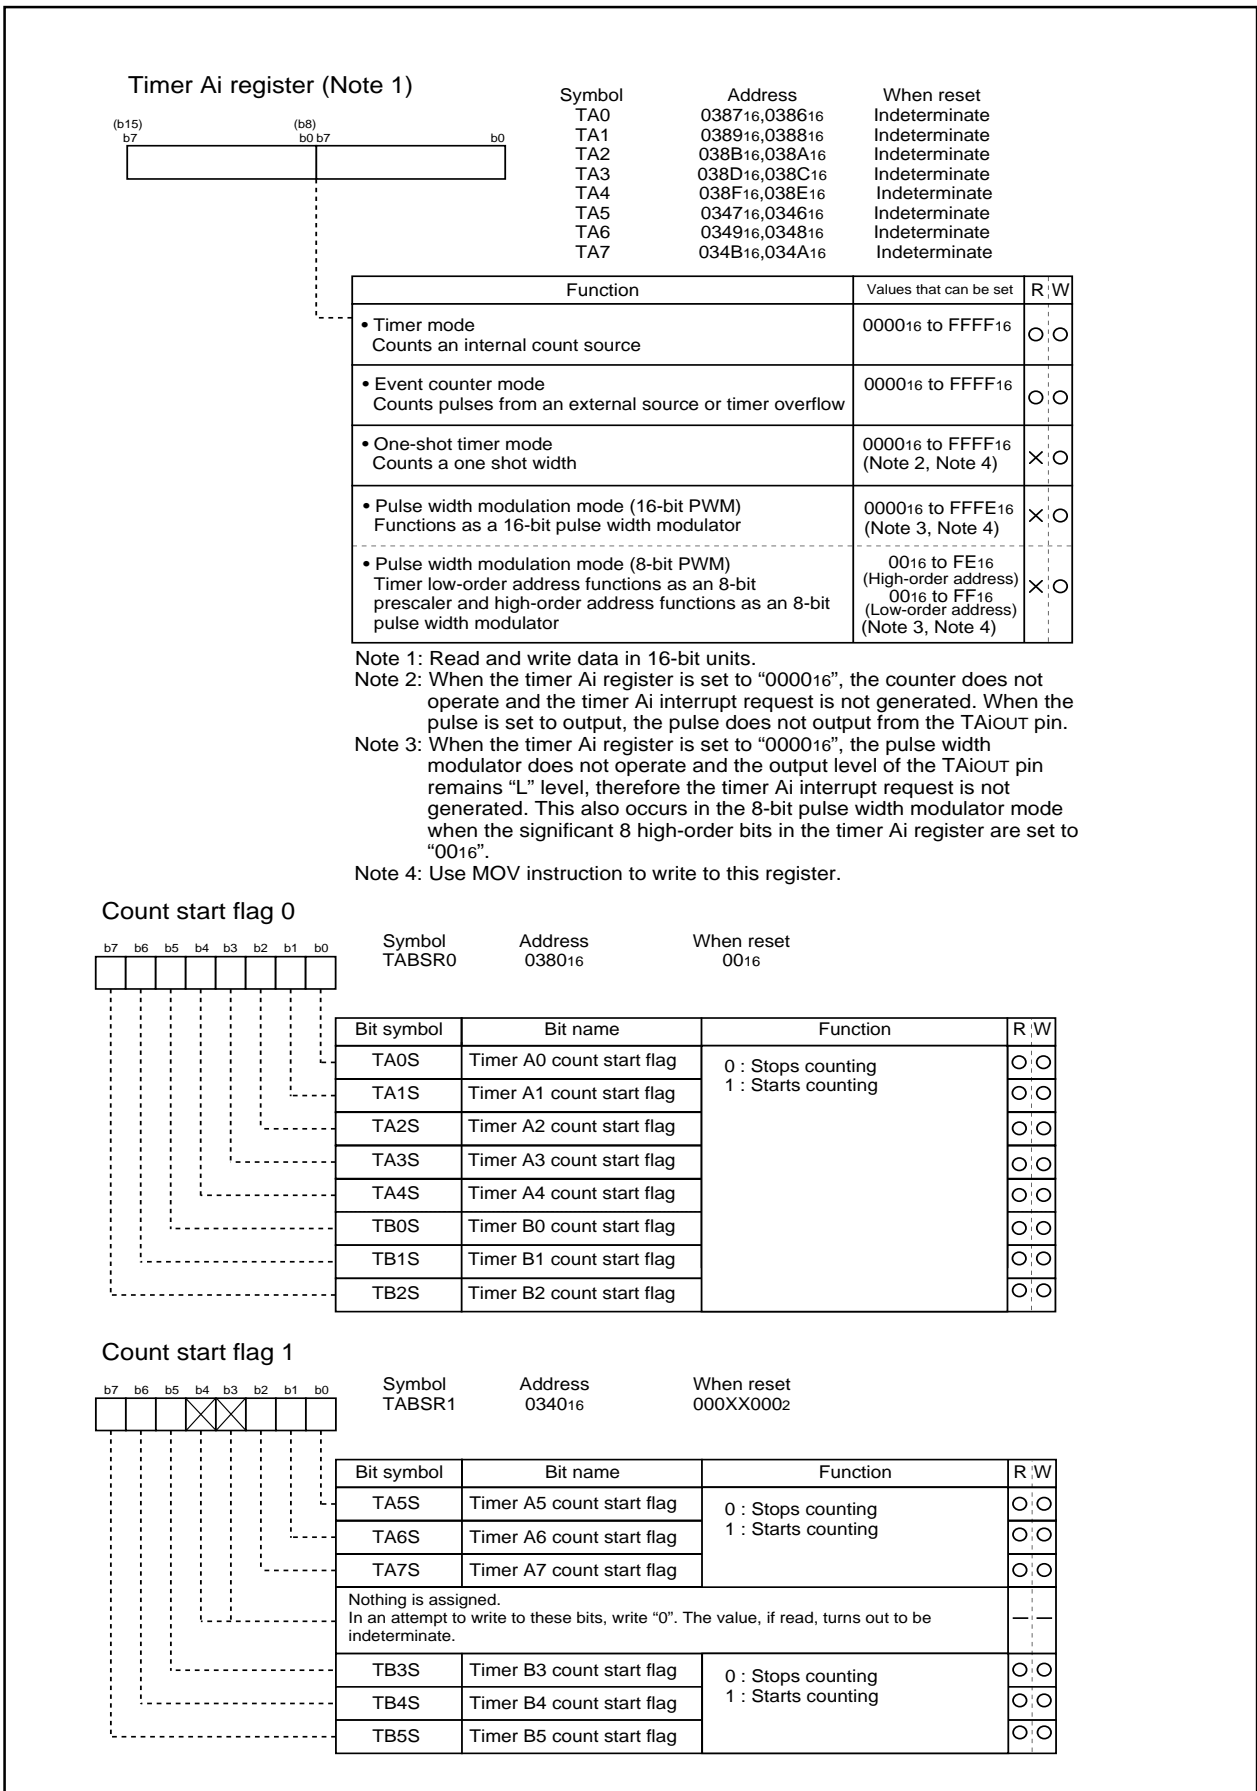 Timer Ai register (Note 1)
Symbol Address When reset
TA0 038716,038616 Indeterminate
TA1 038916,038816 Indeterminate
TA2 038B16,038A16 Indeterminate
TA3 038D16,038C16 Indeterminate
TA4 038F16,038E16 Indeterminate
TA5 034716,034616 Indeterminate
TA6 034916,034816 Indeterminate
TA7 034B16,034A16 Indeterminate
(b15) (b8)
b7 b0 b7 b0
Function Values that can be set R W
• Timer mode 000016 to FFFF16
Counts an internal count source
• Event counter mode 000016 to FFFF16
Counts pulses from an external source or timer overflow
• One-shot timer mode 000016 to FFFF16
Counts a one shot width (Note 2, Note 4)
• Pulse width modulation mode (16-bit PWM) 000016 to FFFE16
Functions as a 16-bit pulse width modulator (Note 3, Note 4)
• Pulse width modulation mode (8-bit PWM) 0016 to FE16
Timer low-order address functions as an 8-bit (High-order address)
prescaler and high-order address functions as an 8-bit 0016 to FF16
pulse width modulator (Low-order address)
(Note 3, Note 4)
Note 1: Read and write data in 16-bit units.
Note 2: When the timer Ai register is set to “000016”, the counter does not
operate and the timer Ai interrupt request is not generated. When the
pulse is set to output, the pulse does not output from the TAiOUT pin.
Note 3: When the timer Ai register is set to “000016”, the pulse width
modulator does not operate and the output level of the TAiOUT pin
remains “L” level, therefore the timer Ai interrupt request is not
generated. This also occurs in the 8-bit pulse width modulator mode
when the significant 8 high-order bits in the timer Ai register are set to
“0016”.
Note 4: Use MOV instruction to write to this register.
Count start flag 0
b7 b6 b5 b4 b3 b2 b1 b0
Symbol Address When reset
TABSR0 038016 0016
Bit symbol Bit name Function R W
TA0S Timer A0 count start flag 0 : Stops counting
TA1S Timer A1 count start flag 1 : Starts counting
TA2S Timer A2 count start flag
TA3S Timer A3 count start flag
TA4S Timer A4 count start flag
TB0S Timer B0 count start flag
TB1S Timer B1 count start flag
TB2S Timer B2 count start flag
Count start flag 1
b7 b6 b5 b4 b3 b2 b1 b0
Symbol Address When reset
TABSR1 034016 000XX0002
Bit symbol Bit name Function R W
TA5S Timer A5 count start flag 0 : Stops counting
TA6S Timer A6 count start flag 1 : Starts counting
TA7S Timer A7 count start flag
Nothing is assigned.
In an attempt to write to these bits, write “0”. The value, if read, turns out to be
indeterminate.
TB3S Timer B3 count start flag 0 : Stops counting
TB4S Timer B4 count start flag 1 : Starts counting
TB5S Timer B5 count start flag